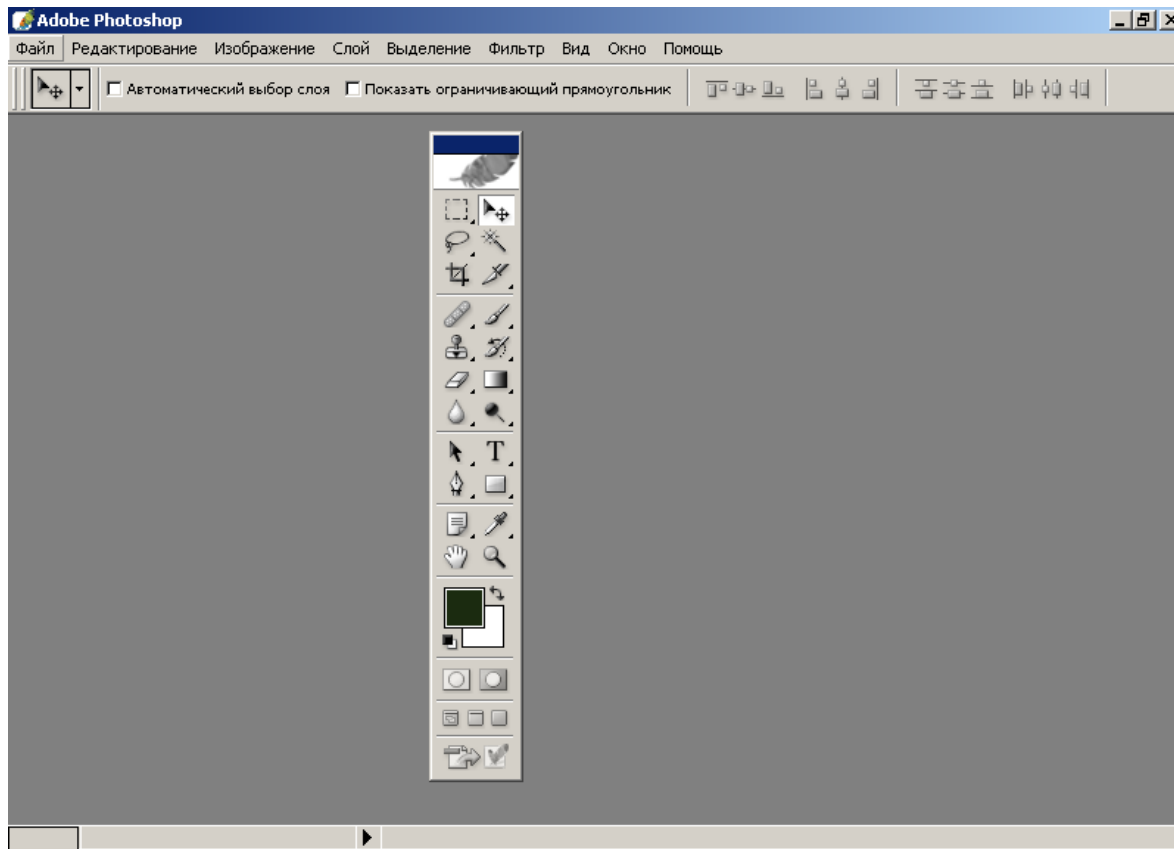 Adobe Photoshop
Файл Редактирование Изображение Слой Выделение Фильтр Вид Окно Помощь
Автоматический выбор слоя Показать ограничивающий прямоугольник
T